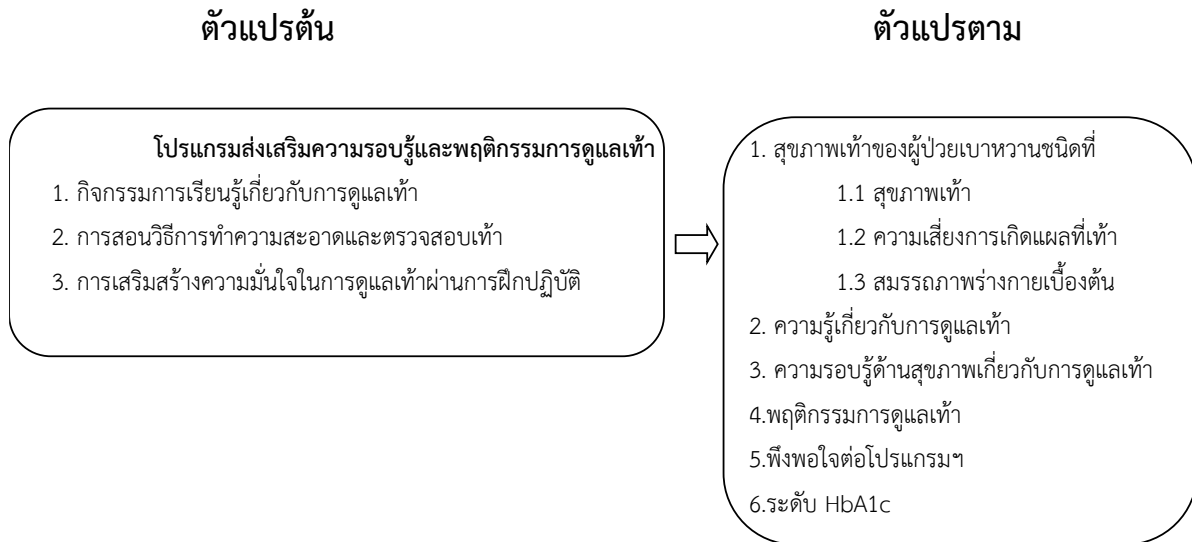 ตัวแปรต้น
ตัวแปรตาม
โปรแกรมส่งเสริมความรอบรู้และพฤติกรรมการดูแลเท้า
1. กิจกรรมการเรียนรู้เกี่ยวกับการดูแลเท้า
2. การสอนวิธีการทำความสะอาดและตรวจสอบเท้า
3. การเสริมสร้างความมั่นใจในการดูแลเท้าผ่านการฝึกปฏิบัติ
1. สุขภาพเท้าของผู้ป่วยเบาหวานชนิดที่
1.1 สุขภาพเท้า
1.2 ความเสี่ยงการเกิดแผลที่เท้า
1.3 สมรรถภาพร่างกายเบื้องต้น
2. ความรู้เกี่ยวกับการดูแลเท้า
3. ความรอบรู้ด้านสุขภาพเกี่ยวกับการดูแลเท้า
4.พฤติกรรมการดูแลเท้า
5.พึงพอใจต่อโปรแกรมฯ
6.ระดับ HbA1c